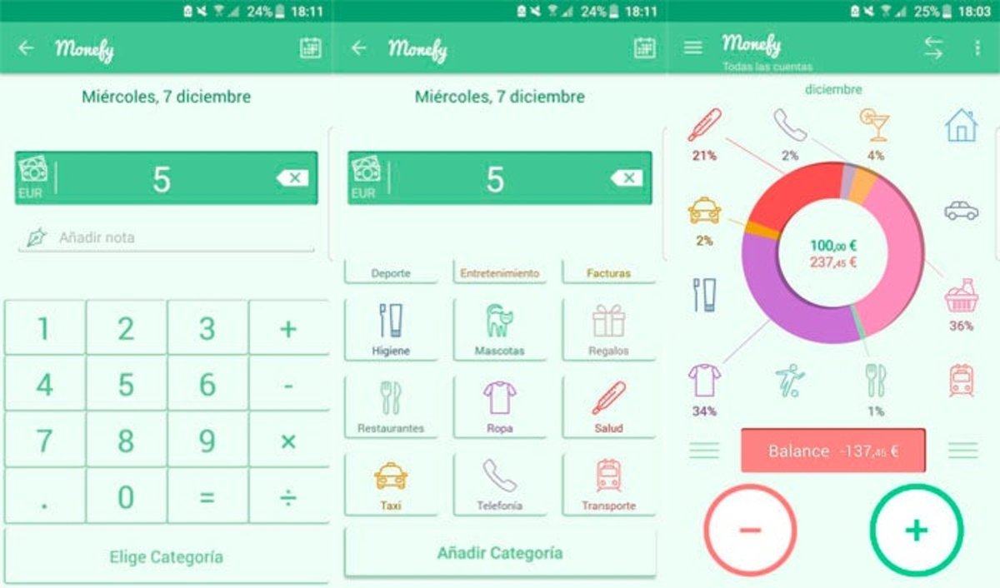 24% 18:11
Monefy
Miércoles, 7 diciembre
EUR
5
Añadir nota
1 2 3 +
4 5 6 -
7 8 9 ×
. 0 = ÷
Elige Categoría
24% 18:11
Monefy
Miércoles, 7 diciembre
EUR
5
Deporte Entretenimiento Facturas
Higiene Mascotas Regalos
Restaurantes Ropa Salud
Taxi Telefonía Transporte
Añadir Categoría
25% 18:03
Monefy
Todas las cuentas
diciembre
21% 2% 4%
2%
100,00 €
237,45 €
36%
34% 1%
Balance -137,45 €
- +